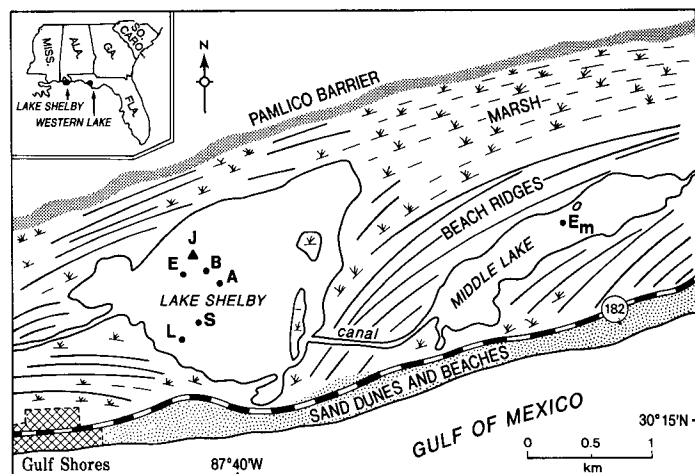 MISS.
ALA.
GA.
SO.
CAROL.
FLA.
LAKE SHELBY
WESTERN LAKE
N
PAMLICO BARRIER
MARSH
BEACH RIDGES
Em
MIDDLE LAKE
J
E
B
A
LAKE SHELBY
S
L
canal
182
SAND DUNES AND BEACHES
GULF OF MEXICO
30°15'N
Gulf Shores
87°40'W
0 0.5 1
km